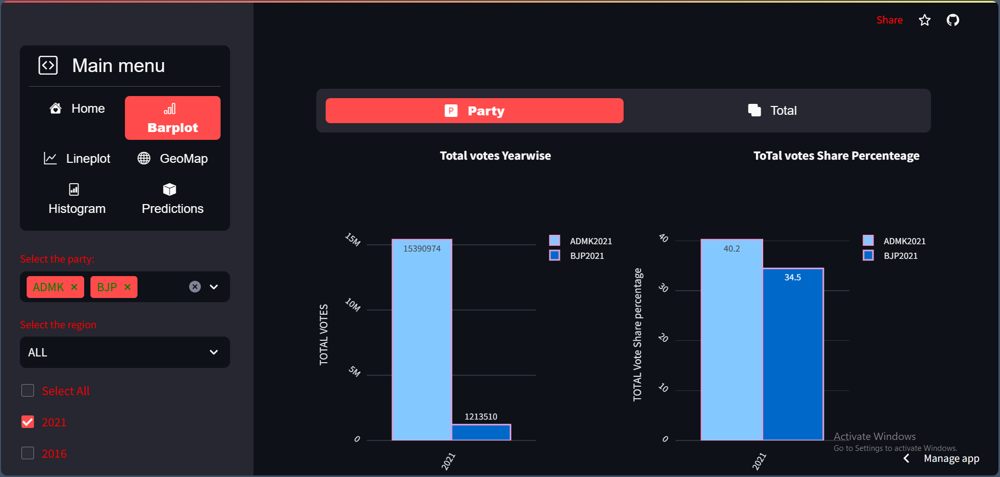 Share
Main menu
Home
Barplot
Lineplot
GeoMap
Histogram
Predictions
Select the party:
ADMK
BJP
Select the region
ALL
Select All
2021
2016
P Party
Total
Total votes Yearwise
TOTAL VOTES
15M
10M
5M
0
15390974
1213510
2021
ADMK2021
BJP2021
ToTal votes Share Percenteage
TOTAL Vote Share percentage
40
30
20
10
0
40.2
34.5
2021
ADMK2021
BJP2021
Activate Windows
Go to Settings to activate Windows.
Manage app